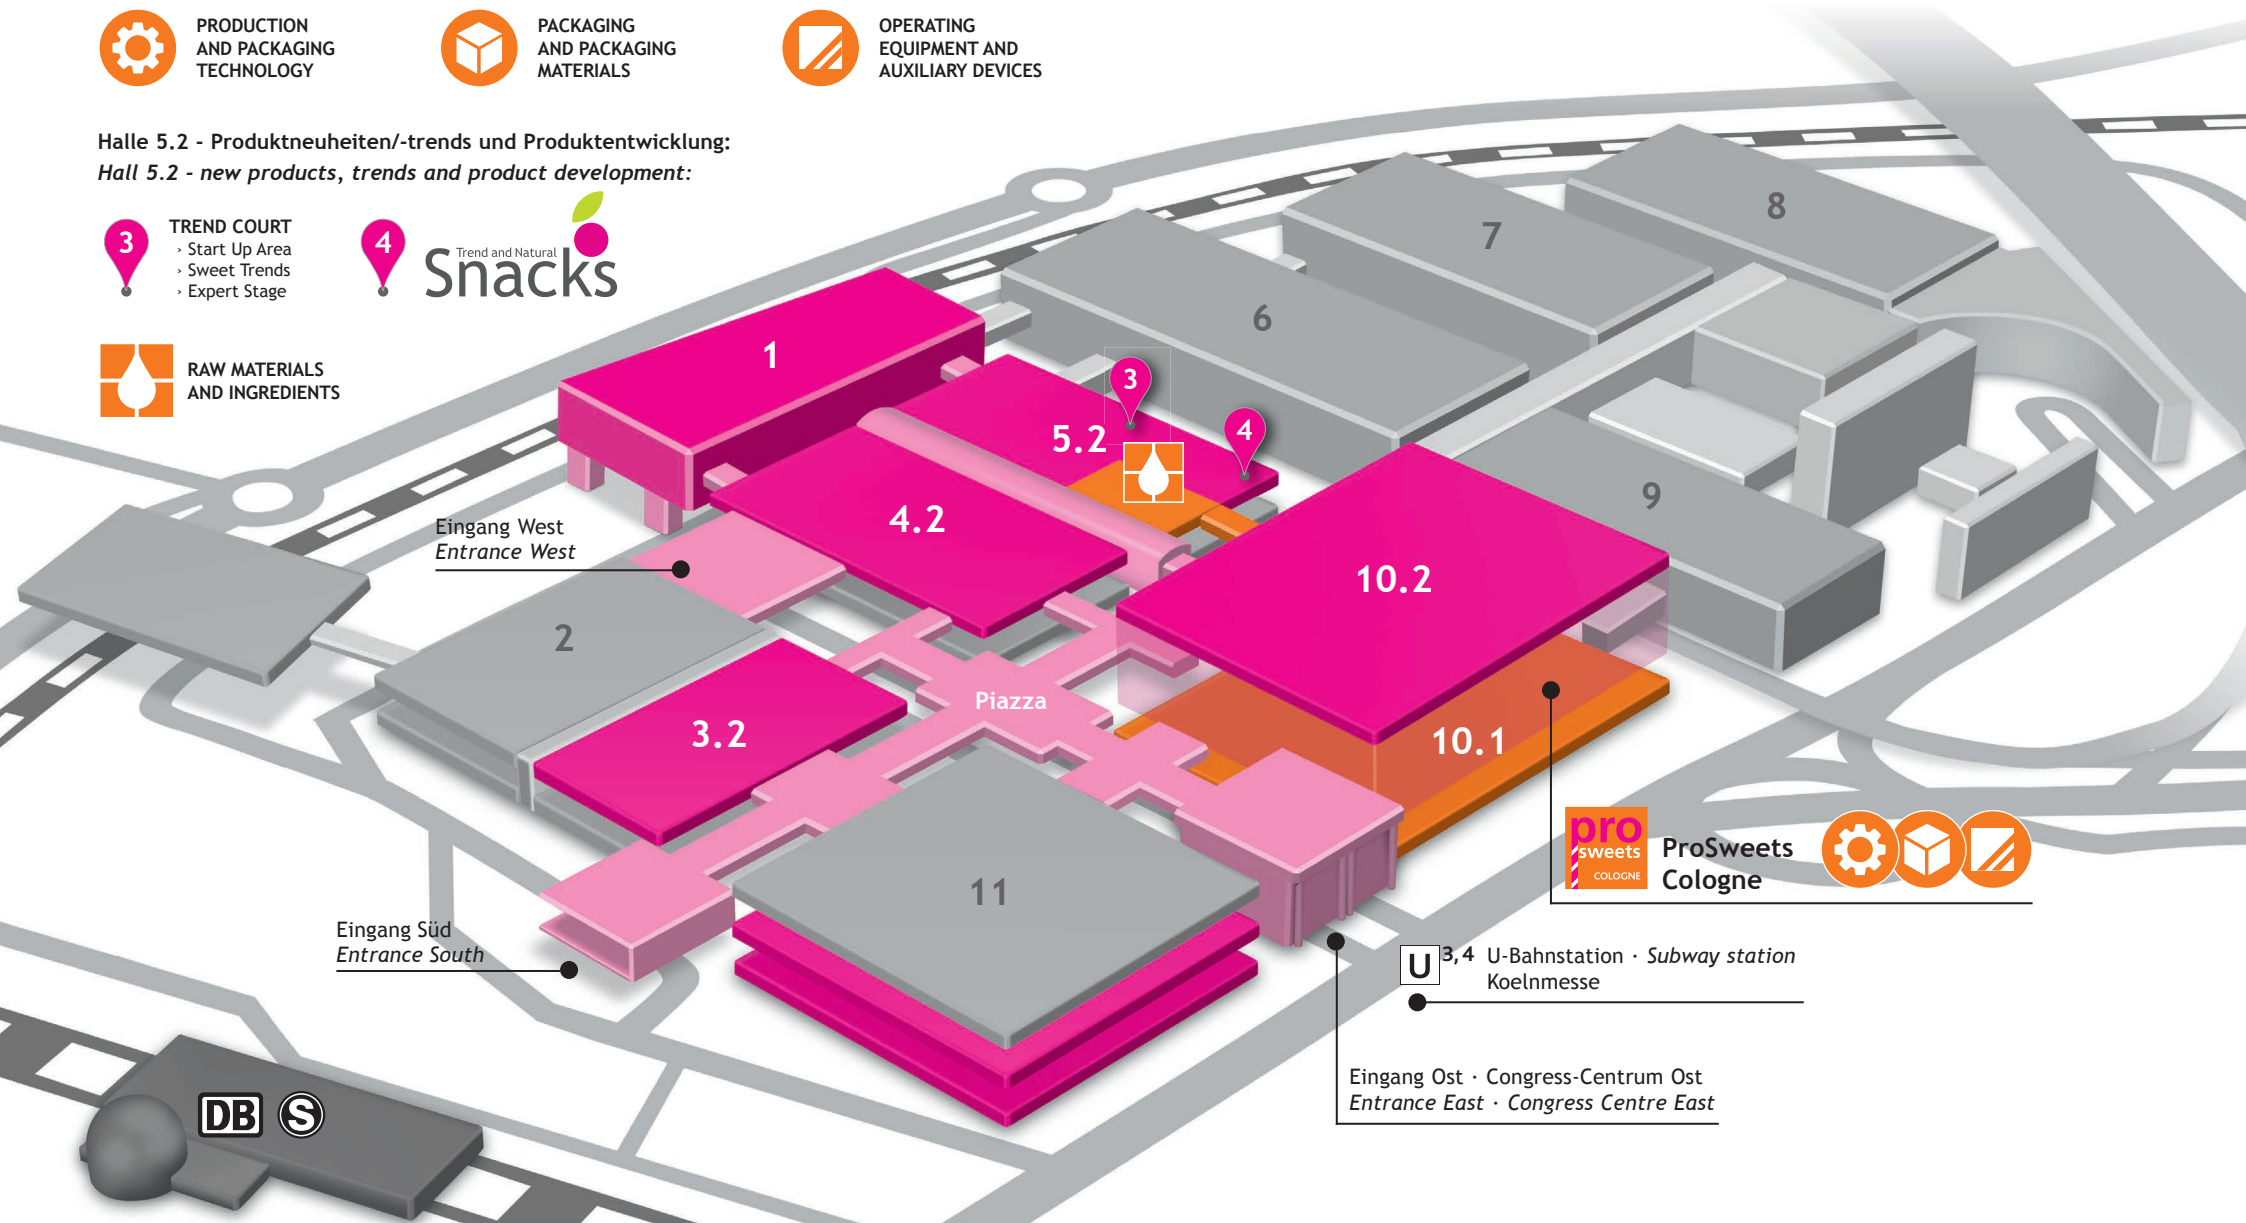 PRODUCTION
AND PACKAGING
TECHNOLOGY
PACKAGING
AND PACKAGING
MATERIALS
OPERATING
EQUIPMENT AND
AUXILIARY DEVICES
Halle 5.2 - Produktneuheiten/-trends und Produktentwicklung:
Hall 5.2 - new products, trends and product development:
3
TREND COURT
› Start Up Area
› Sweet Trends
› Expert Stage
4
Trend and Natural
Snacks
RAW MATERIALS
AND INGREDIENTS
8
7
6
1
3
5.2
4
9
4.2
Eingang West
Entrance West
10.2
2
Piazza
3.2
10.1
pro
sweets
COLOGNE
ProSweets
Cologne
11
Eingang Süd
Entrance South
U 3,4 U-Bahnstation · Subway station
Koelnmesse
Eingang Ost · Congress-Centrum Ost
Entrance East · Congress Centre East
DB S